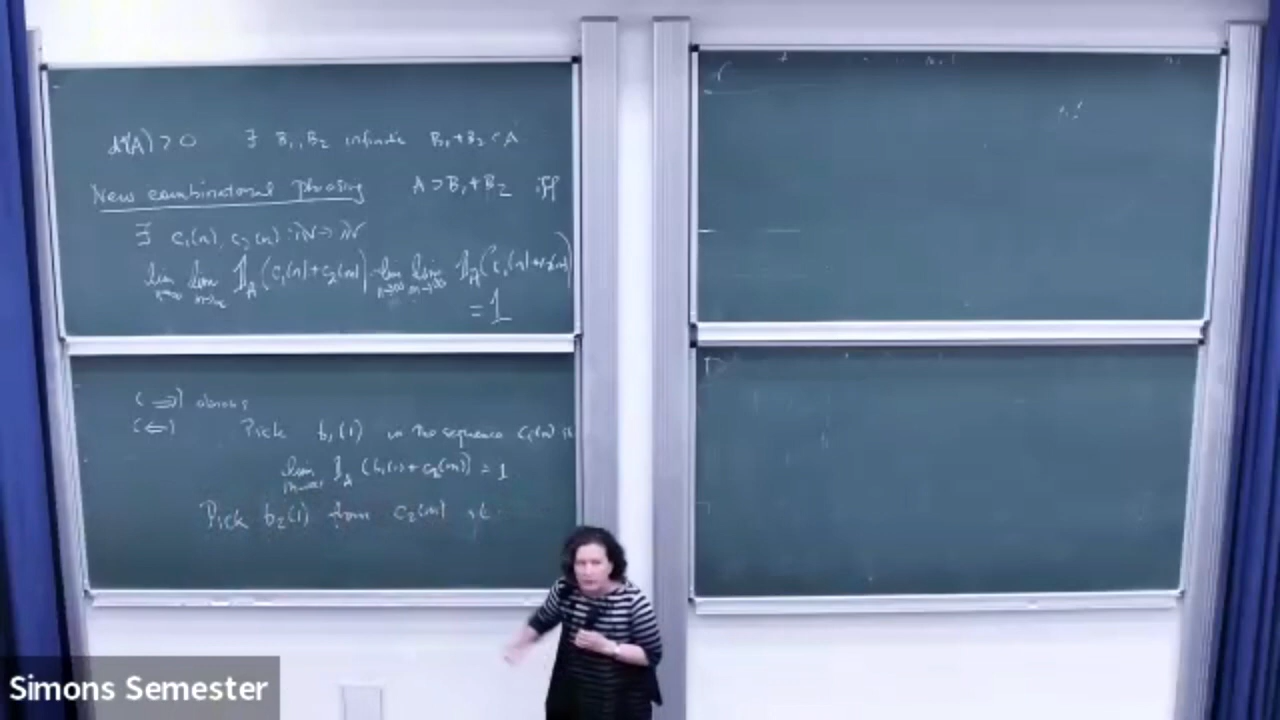 d*(A) > 0 ∃ B₁, B₂ infinite B₁+B₂ ⊂ A
New combinatorial phrasing A ⊃ B₁+B₂ iff
∃ c₁(n), c₂(n) : ℕ → ℕ
lim lim 𝟙_A(c₁(n)+c₂(m)) = lim lim 𝟙_A(c₁(n)+c₂(m))
n→∞ m→∞ n→∞ m→∞
= 1
(⇒) obvious
(⇐) Pick b₁(1) in the sequence c₁(n) st
lim 𝟙_A(b₁(1)+c₂(m)) = 1
m→∞
Pick b₂(1) from c₂(m) st
Simons Semester